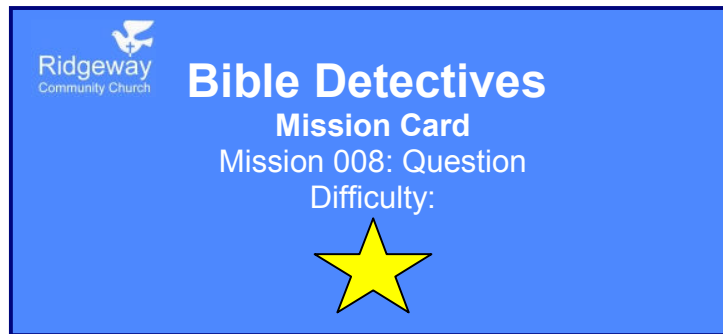 Ridgeway
Community Church
Bible Detectives
Mission Card
Mission 008: Question
Difficulty: